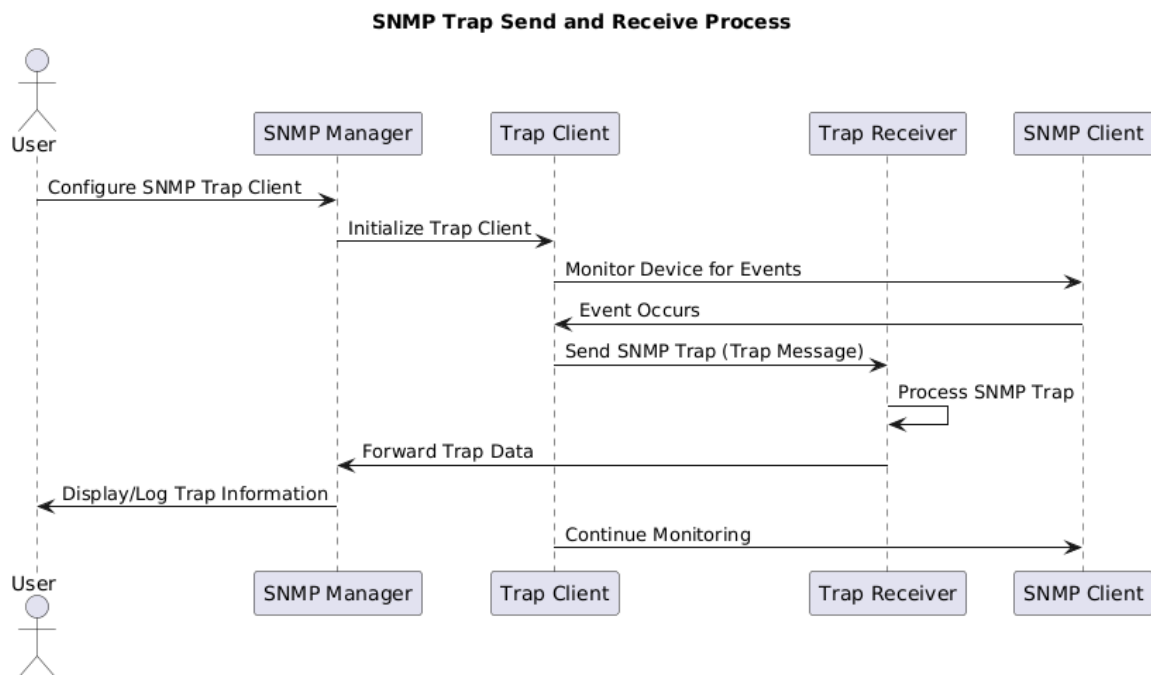 SNMP Trap Send and Receive Process
User
SNMP Manager
Trap Client
Trap Receiver
SNMP Client
Configure SNMP Trap Client
Initialize Trap Client
Monitor Device for Events
Event Occurs
Send SNMP Trap (Trap Message)
Process SNMP Trap
Forward Trap Data
Display/Log Trap Information
Continue Monitoring
User
SNMP Manager
Trap Client
Trap Receiver
SNMP Client